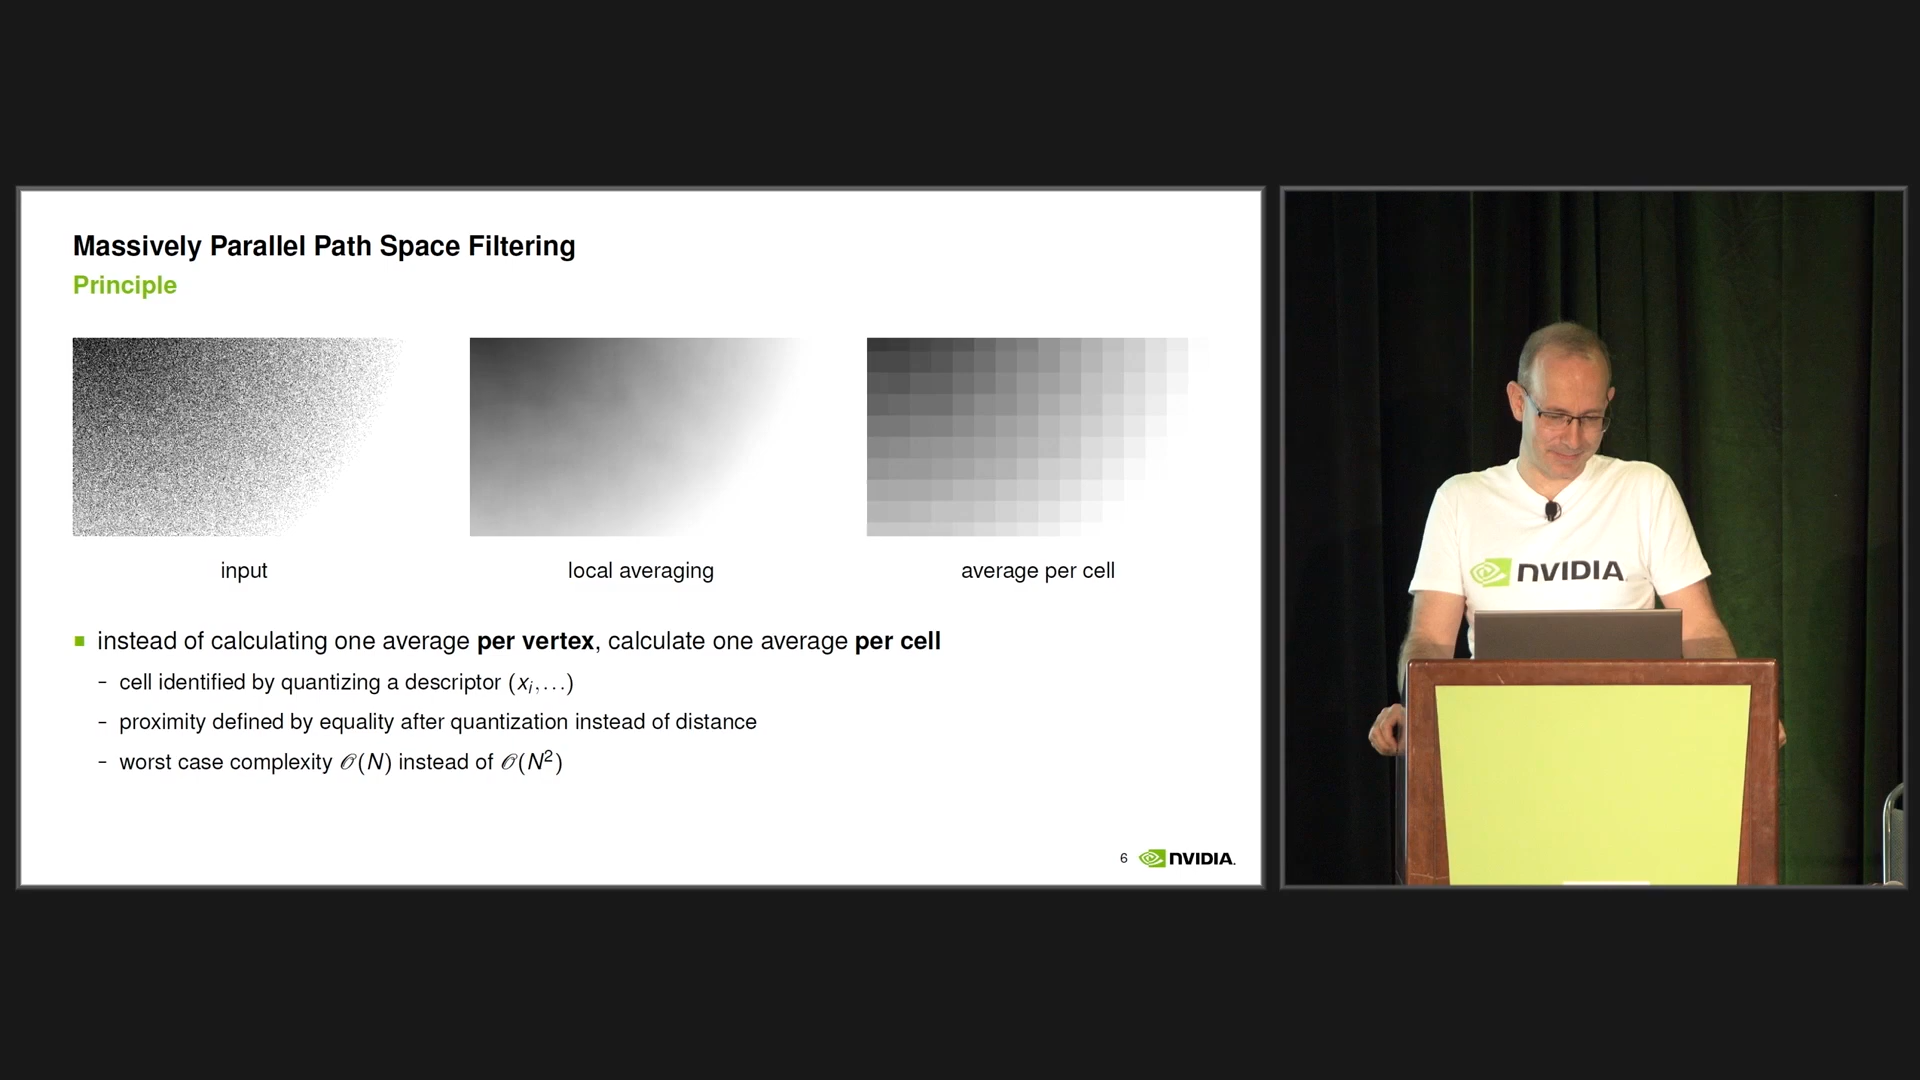 Massively Parallel Path Space Filtering
Principle
input
local averaging
average per cell
instead of calculating one average per vertex, calculate one average per cell
- cell identified by quantizing a descriptor (xᵢ,...)
- proximity defined by equality after quantization instead of distance
- worst case complexity 𝒪(N) instead of 𝒪(N²)
6 NVIDIA.
NVIDIA.